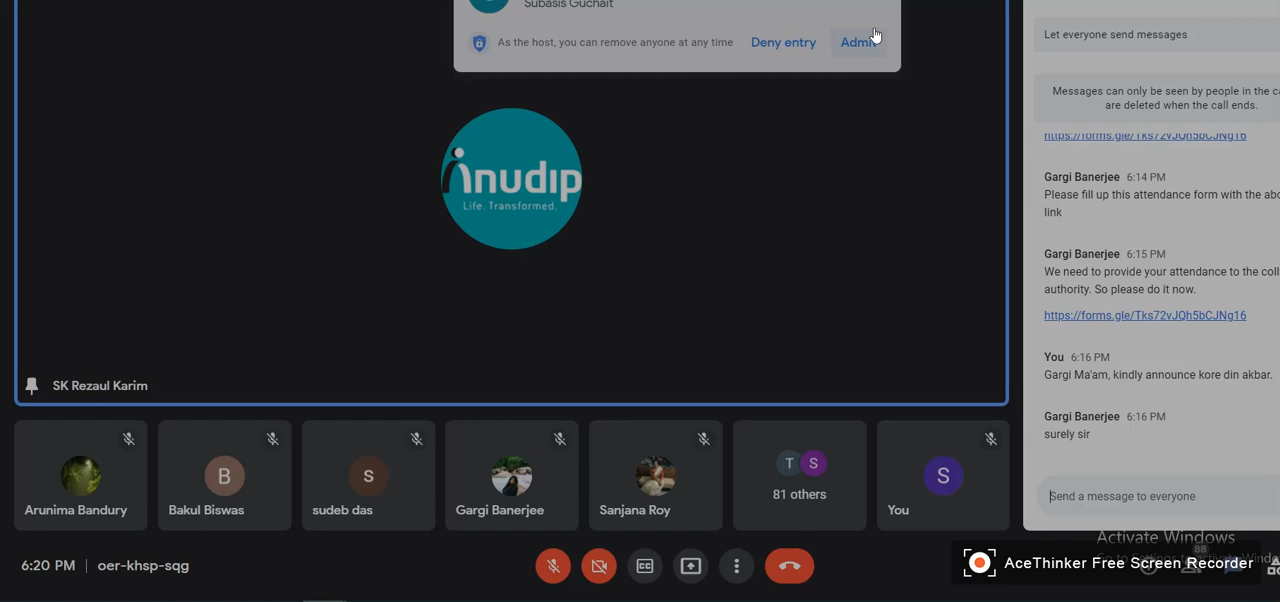 Subasis Guchait
As the host, you can remove anyone at any time
Deny entry
Admit
inudip
Life. Transformed.
SK Rezaul Karim
Arunima Bandury
B
Bakul Biswas
s
sudeb das
Gargi Banerjee
Sanjana Roy
T S
81 others
S
You
6:20 PM | oer-khsp-sqg
Let everyone send messages
Messages can only be seen by people in the
are deleted when the call ends.
https://forms.gle/Tks72vJQh5bCJNg16
Gargi Banerjee 6:14 PM
Please fill up this attendance form with the
link
Gargi Banerjee 6:15 PM
We need to provide your attendance to the
authority. So please do it now.
https://forms.gle/Tks72vJQh5bCJNg16
You 6:16 PM
Gargi Ma'am, kindly announce kore din akbar.
Gargi Banerjee 6:16 PM
surely sir
Send a message to everyone
Activate Windows
88
AceThinker Free Screen Recorder